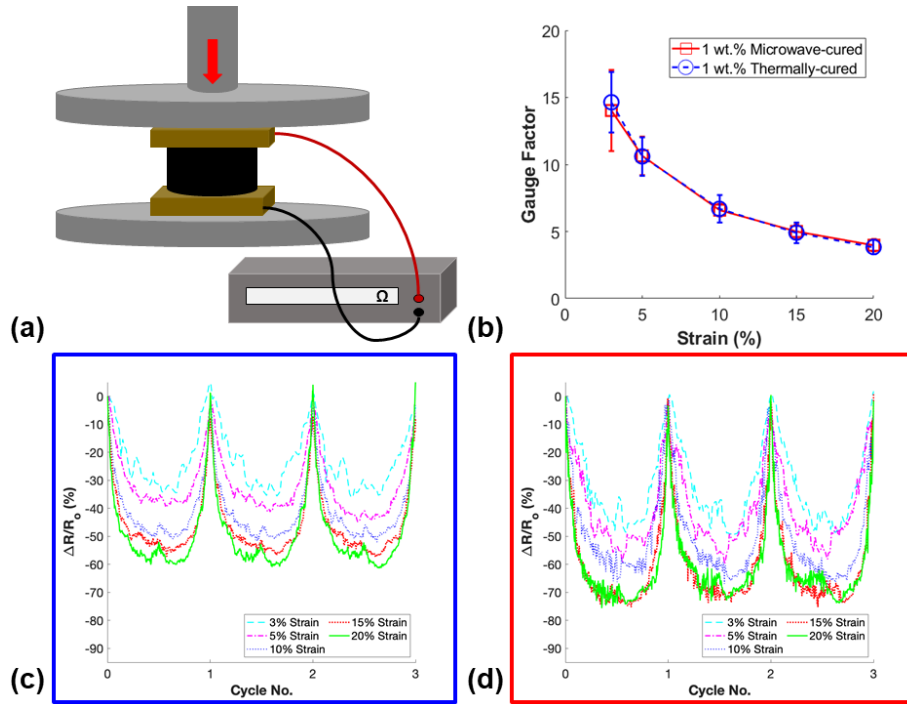 Ω
(a)
20
15
10
5
0
Gauge Factor
1 wt.% Microwave-cured
1 wt.% Thermally-cured
0 5 10 15 20
Strain (%)
(b)
0
-10
-20
-30
-40
-50
-60
-70
-80
-90
ΔR/Ro (%)
3% Strain 15% Strain
5% Strain 20% Strain
10% Strain
0 1 2 3
Cycle No.
(c)
0
-10
-20
-30
-40
-50
-60
-70
-80
-90
ΔR/Ro (%)
3% Strain 15% Strain
5% Strain 20% Strain
10% Strain
0 1 2 3
Cycle No.
(d)